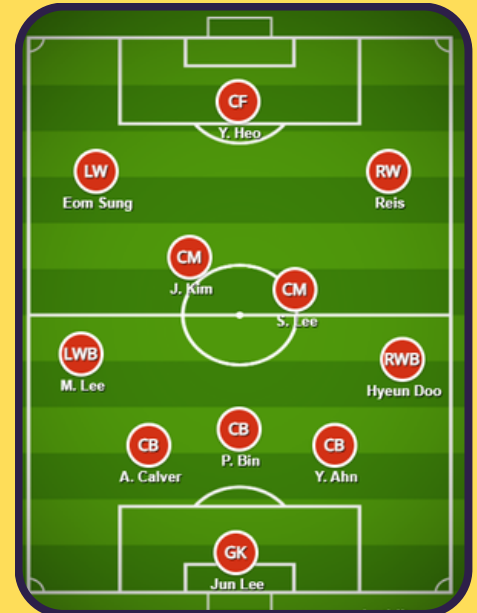 CF
Y. Heo
LW
RW
Eom Sung
Reis
CM
J. Kim
CM
S. Lee
LWB
RWB
M. Lee
Hyeun Doo
CB
CB
CB
P. Bin
A. Calver
Y. Ahn
GK
Jun Lee